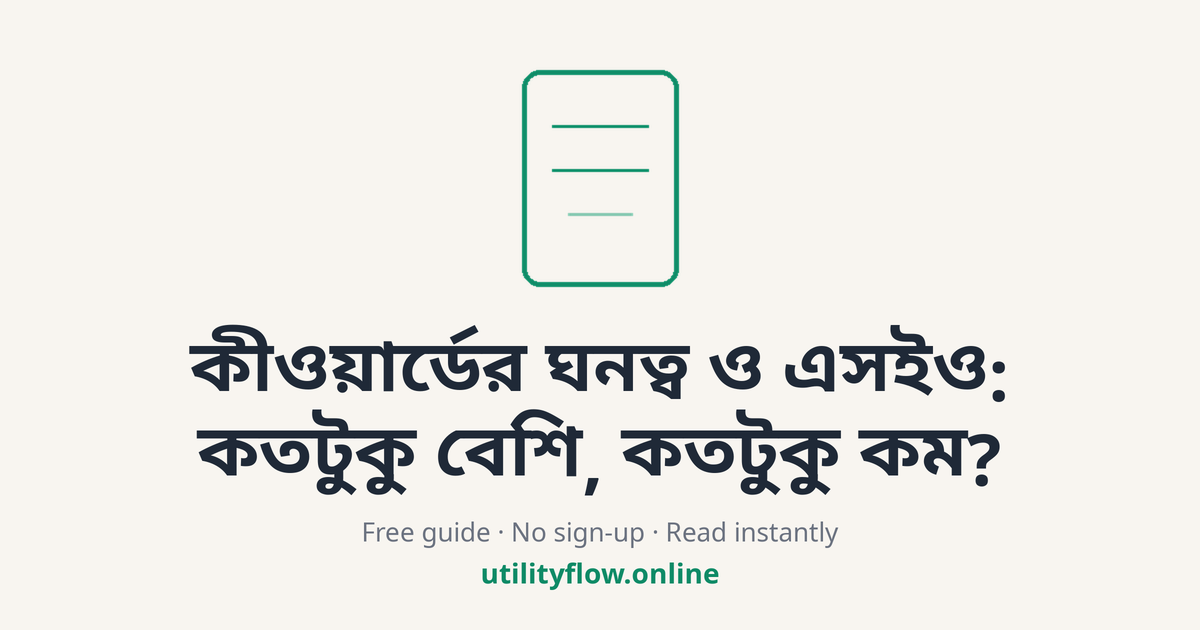 কীওয়ার্ডের ঘনত্ব ও এসইও:
কতটুকু বেশি, কতটুকু কম?
Free guide · No sign-up · Read instantly
utilityflow.online